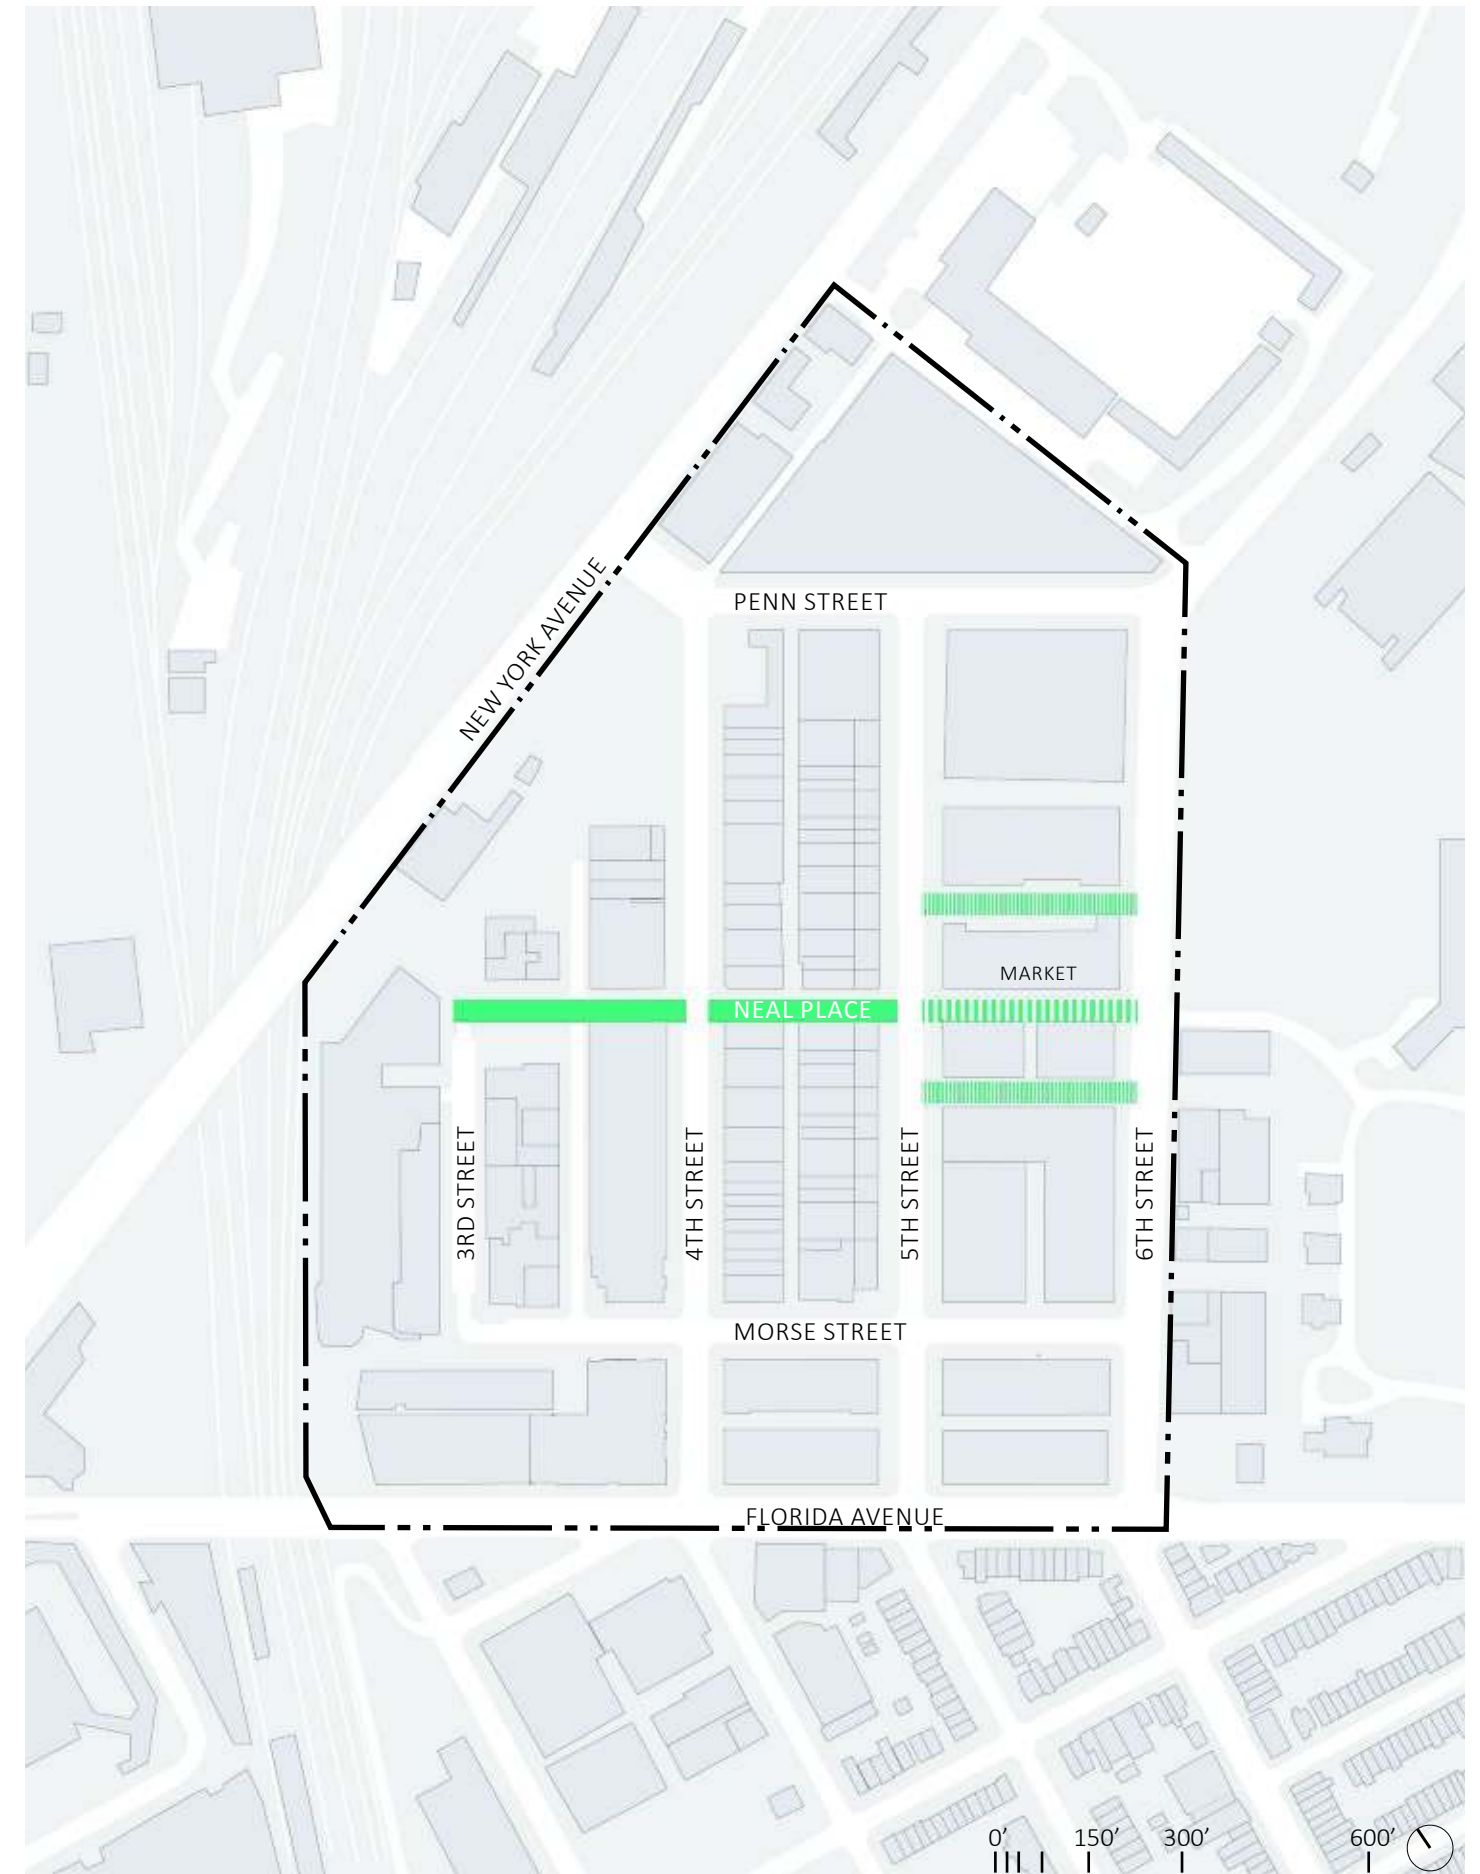 PENN STREET
NEW YORK AVENUE
MARKET
NEAL PLACE
3RD STREET
4TH STREET
5TH STREET
6TH STREET
MORSE STREET
FLORIDA AVENUE
0' 150' 300' 600'